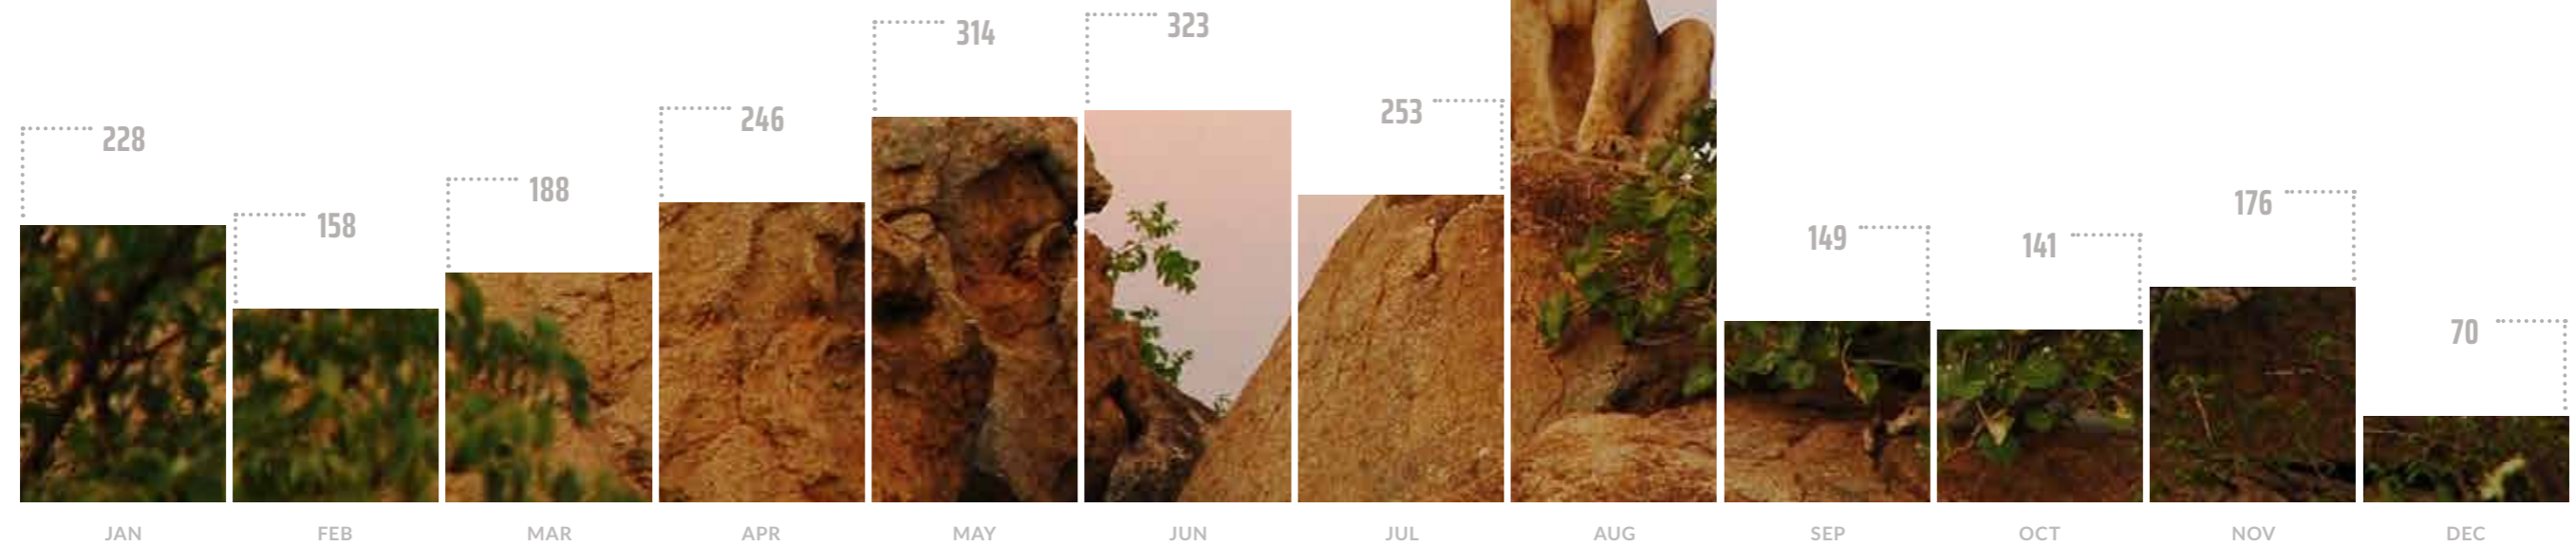 228
158
188
246
314
323
253
149
141
176
70
JAN
FEB
MAR
APR
MAY
JUN
JUL
AUG
SEP
OCT
NOV
DEC